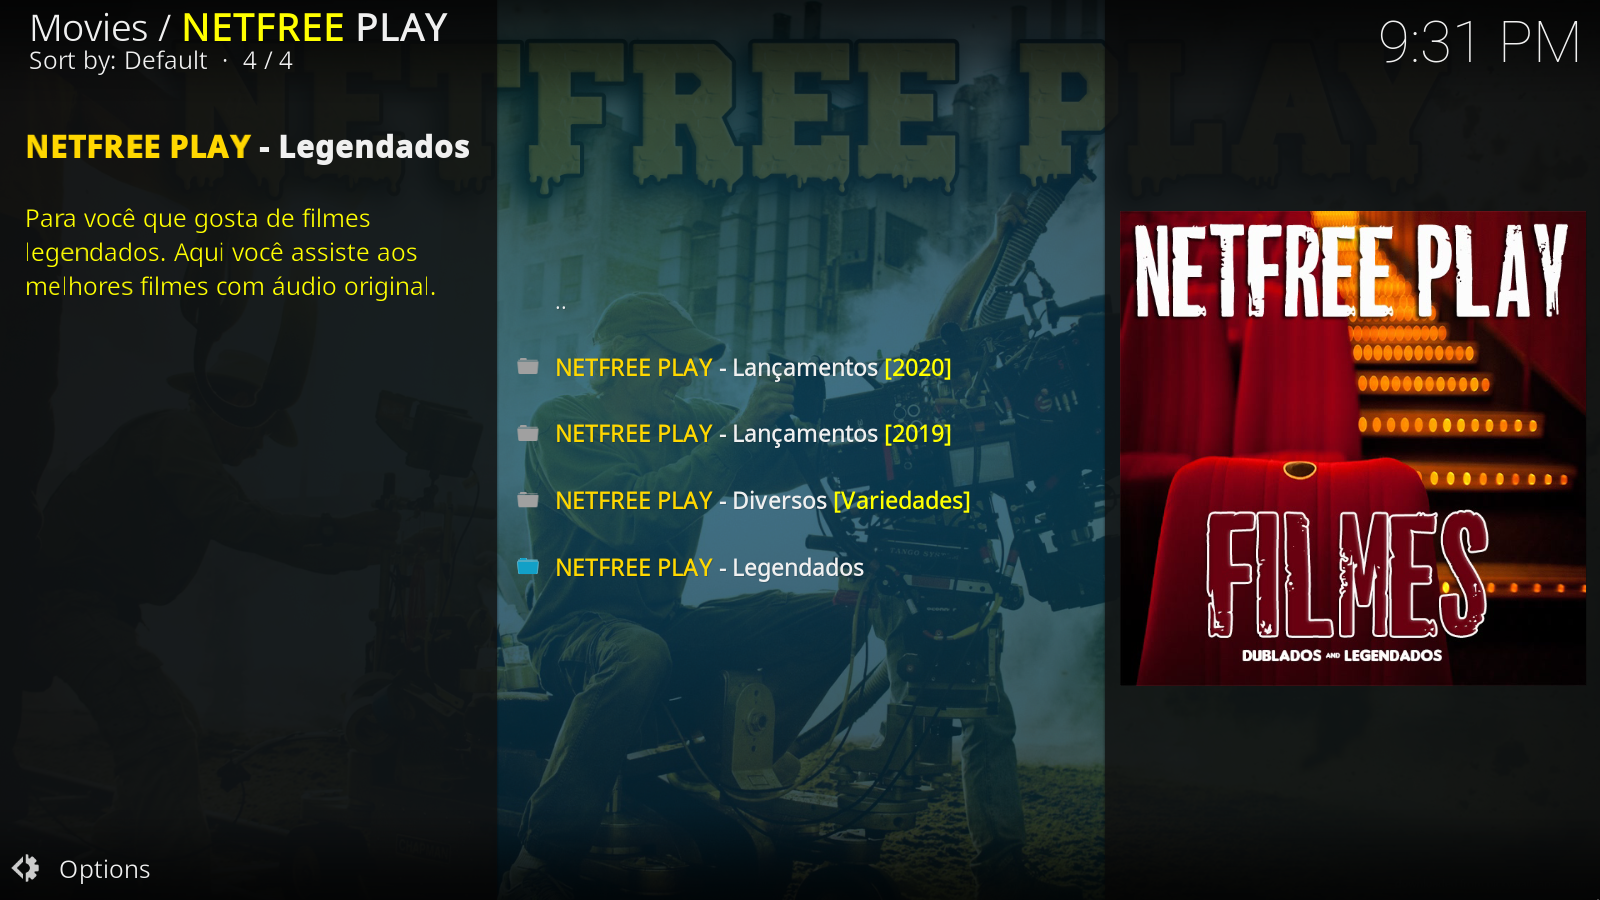 Movies / NETFREE PLAY
Sort by: Default · 4 / 4
9:31 PM
NETFREE PLAY
NETFREE PLAY - Legendados
Para você que gosta de filmes
legendados. Aqui você assiste aos
melhores filmes com áudio original.
..
NETFREE PLAY - Lançamentos [2020]
NETFREE PLAY - Lançamentos [2019]
NETFREE PLAY - Diversos [Variedades]
NETFREE PLAY - Legendados
NETFREE PLAY
FILMES
DUBLADOS AND LEGENDADOS
Options